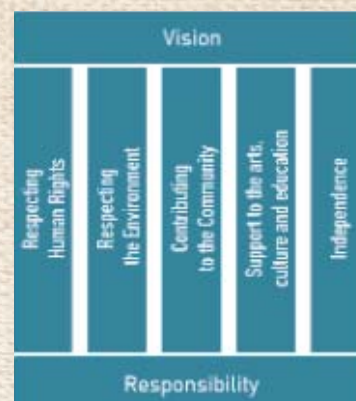 Vision
Respecting
Human Rights
Respecting
the Environment
Contributing
to the Community
Support to the arts,
culture and education
Independence
Responsibility